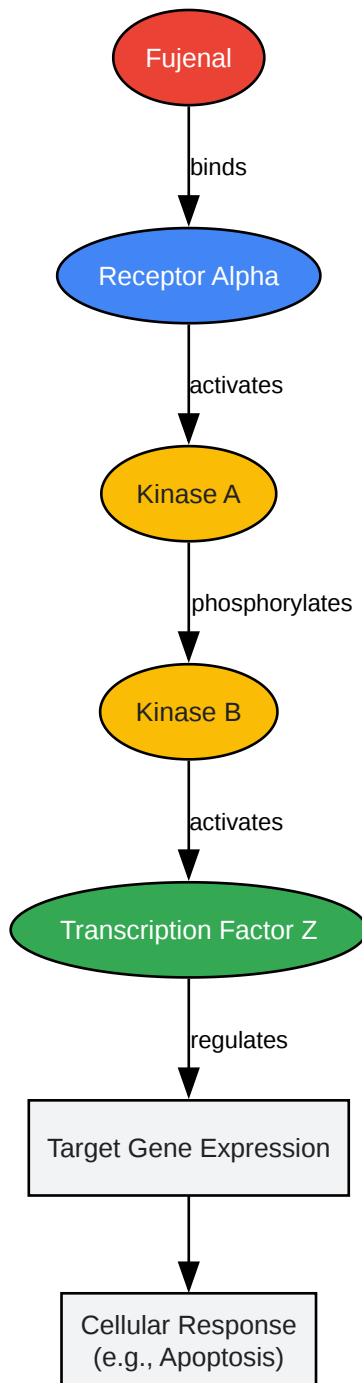 Fujenal
binds
Receptor Alpha
activates
Kinase A
phosphorylates
Kinase B
activates
Transcription Factor Z
regulates
Target Gene Expression
Cellular Response
(e.g., Apoptosis)